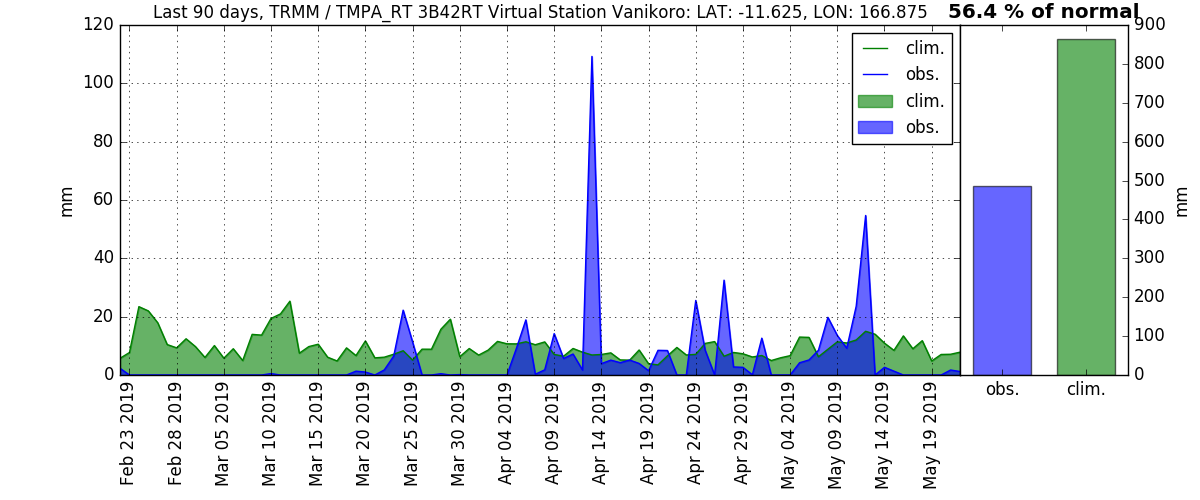 Last 90 days, TRMM / TMPA_RT 3B42RT Virtual Station Vanikoro: LAT: -11.625, LON: 166.875
56.4 % of normal
mm
120
100
80
60
40
20
0
clim.
obs.
clim.
obs.
Feb 23 2019
Feb 28 2019
Mar 05 2019
Mar 10 2019
Mar 15 2019
Mar 20 2019
Mar 25 2019
Mar 30 2019
Apr 04 2019
Apr 09 2019
Apr 14 2019
Apr 19 2019
Apr 24 2019
Apr 29 2019
May 04 2019
May 09 2019
May 14 2019
May 19 2019
900
800
700
600
500
400
300
200
100
0
mm
obs.
clim.